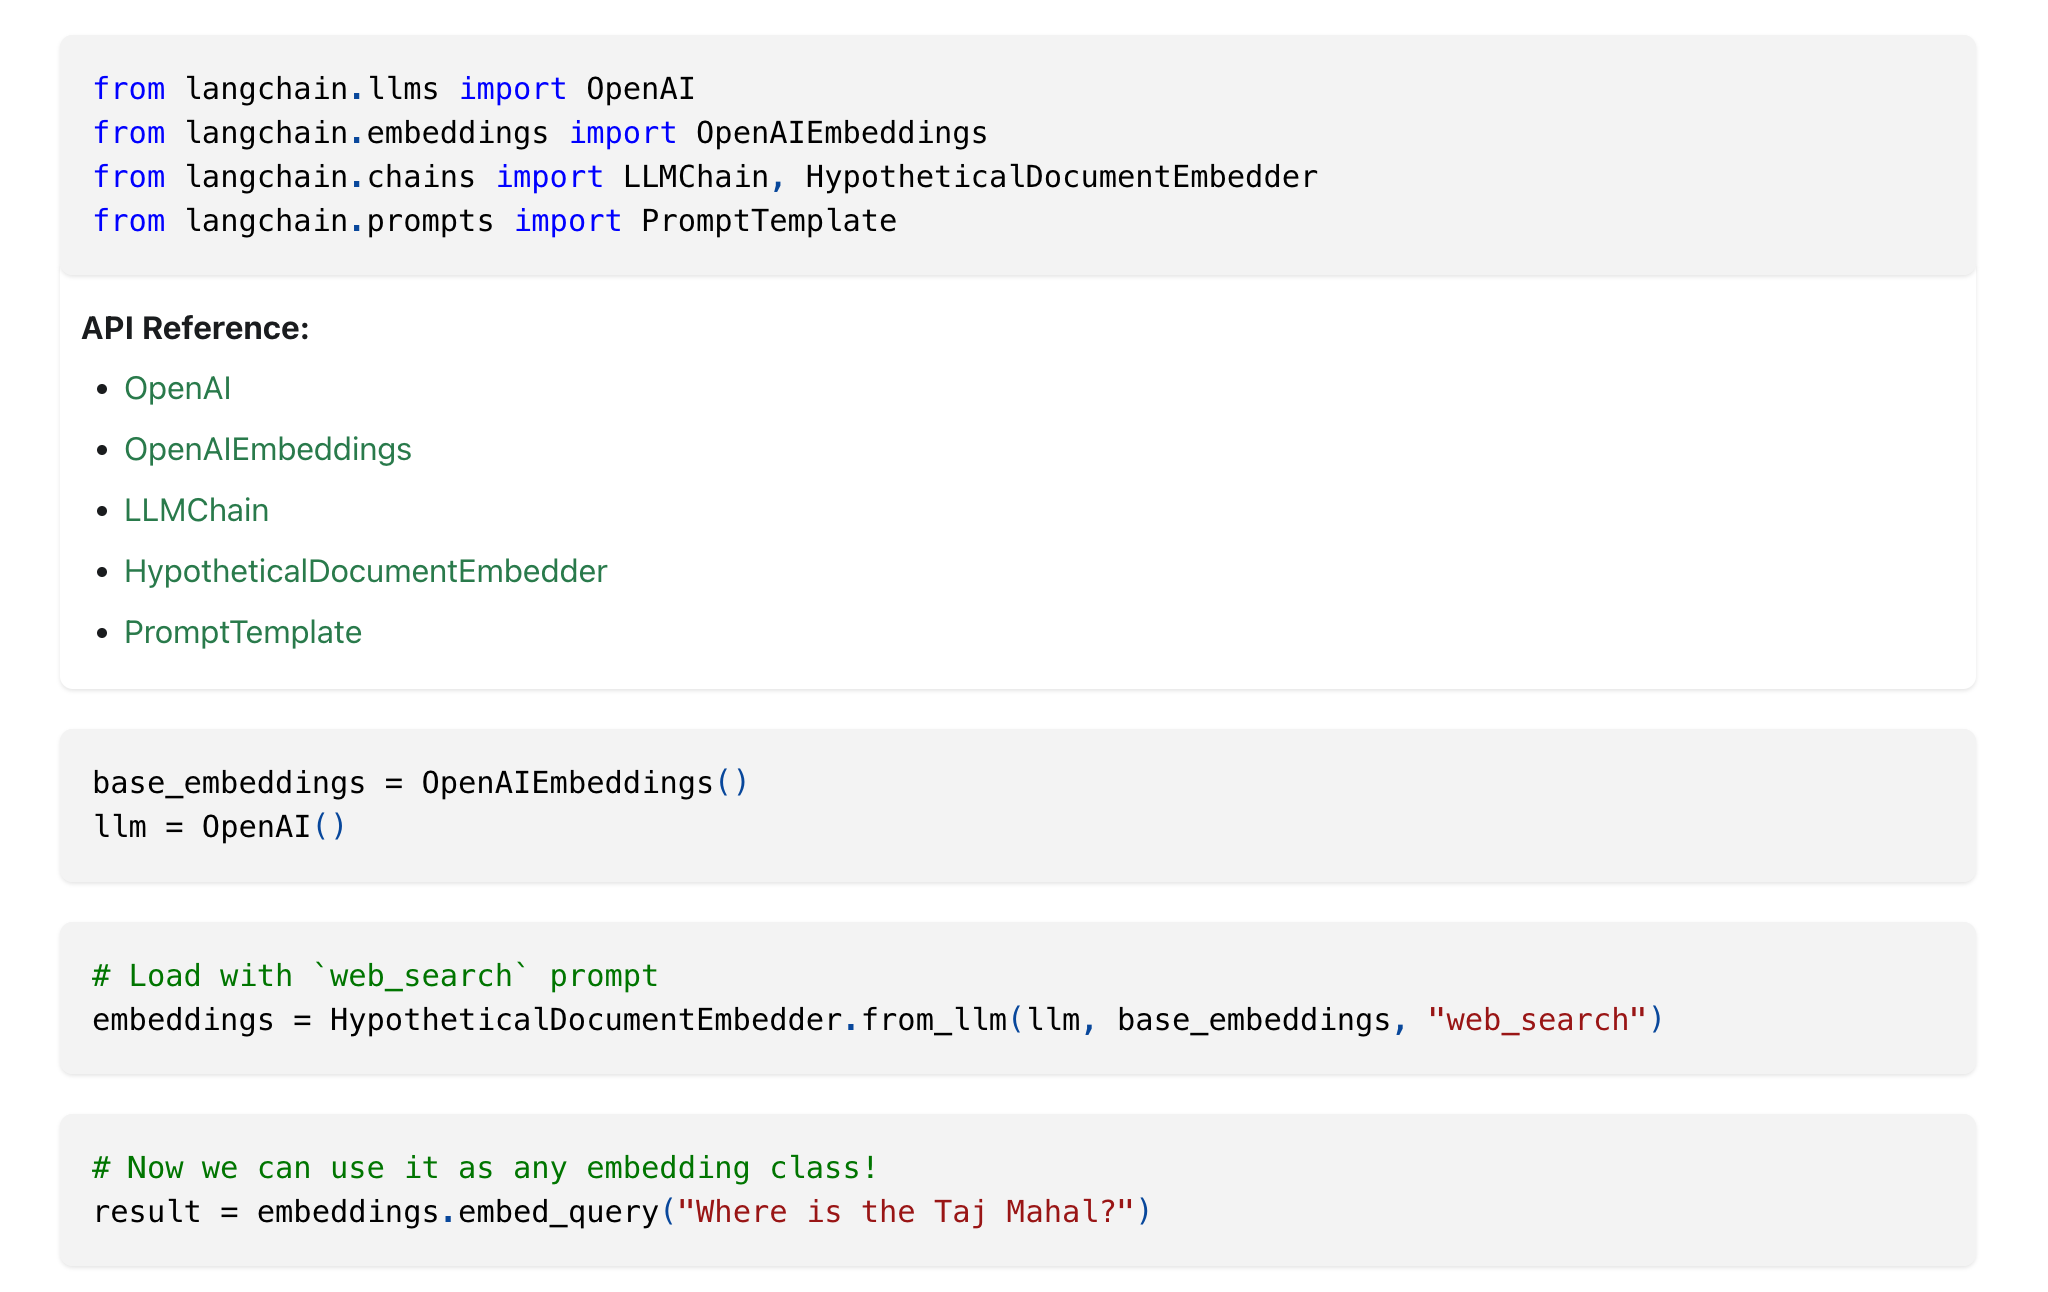 from langchain.llms import OpenAI
from langchain.embeddings import OpenAIEmbeddings
from langchain.chains import LLMChain, HypotheticalDocumentEmbedder
from langchain.prompts import PromptTemplate
API Reference:
• OpenAI
• OpenAIEmbeddings
• LLMChain
• HypotheticalDocumentEmbedder
• PromptTemplate
base_embeddings = OpenAIEmbeddings()
llm = OpenAI()
# Load with `web_search` prompt
embeddings = HypotheticalDocumentEmbedder.from_llm(llm, base_embeddings, "web_search")
# Now we can use it as any embedding class!
result = embeddings.embed_query("Where is the Taj Mahal?")